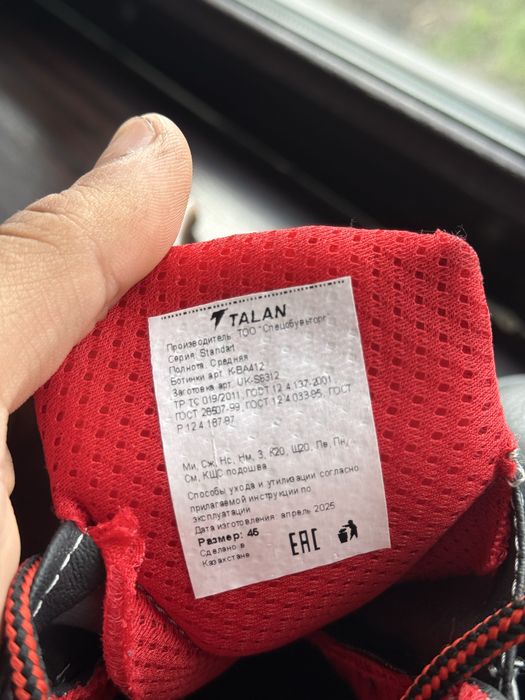 TALAN
Производитель: ТОО "Спецобувьторг"
Серия: Standart
Полнота: Средняя
Ботинки арт. K-BA412
Заготовка арт. UK-S6312
ТР ТС 019/2011, ГОСТ 12.4.137-2001
ГОСТ 28507-99, ГОСТ 12.4.033-95, ГОСТ
Р 12.4.187-97
Ми, Сж, Нс, Нм, З, К20, Щ20, Пв, Пн,
См, КЩС подошва
Способы ухода и утилизации согласно
прилагаемой инструкции по
эксплуатации
Дата изготовления: апрель 2025
Размер: 45
Сделано в
Казахстане
EAC